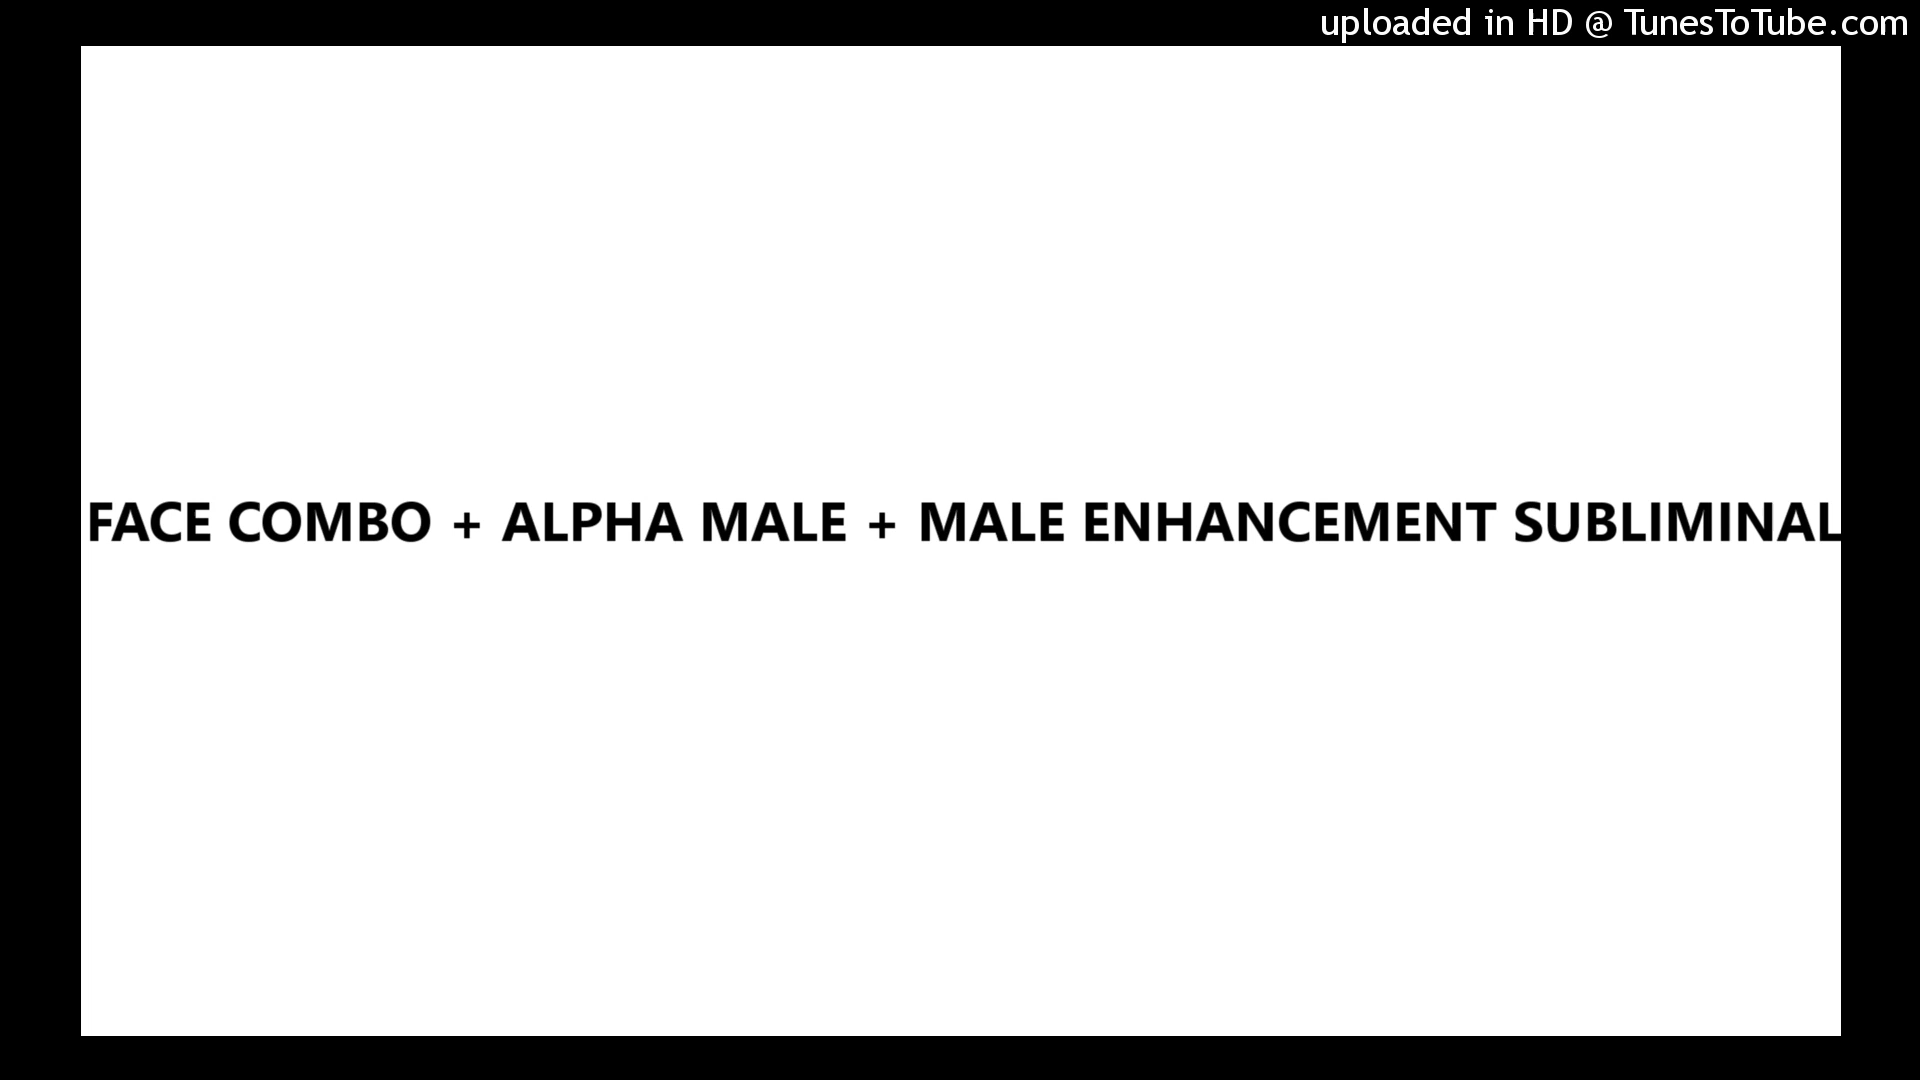 uploaded in HD @ TunesToTube.com
FACE COMBO + ALPHA MALE + MALE ENHANCEMENT SUBLIMINAL